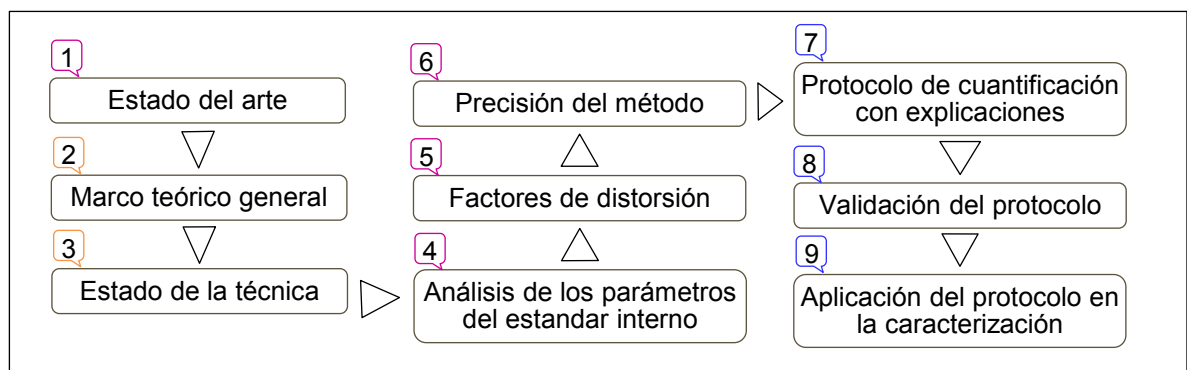 1
Estado del arte
2
Marco teórico general
3
Estado de la técnica
4
Análisis de los parámetros
del estandar interno
5
Factores de distorsión
6
Precisión del método
7
Protocolo de cuantificación
con explicaciones
8
Validación del protocolo
9
Aplicación del protocolo en
la caracterización